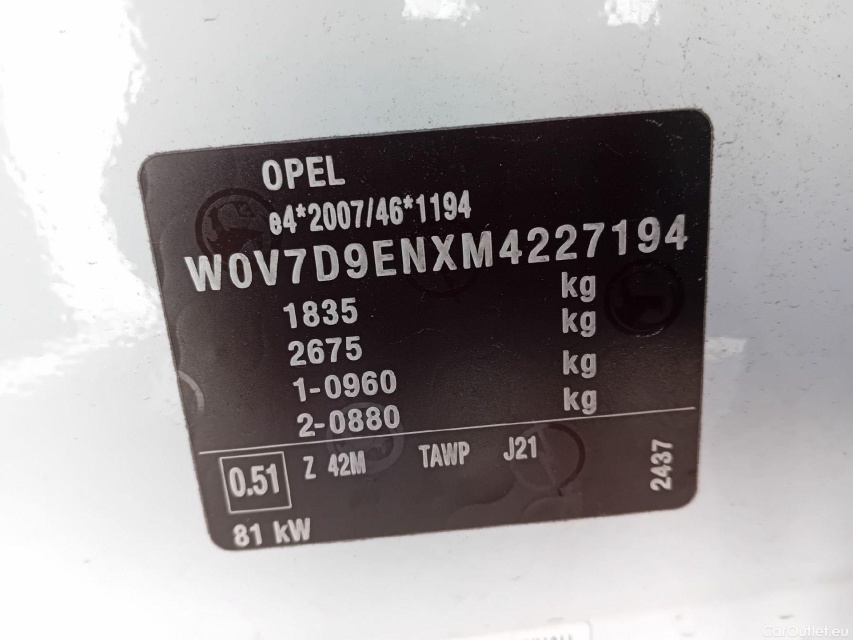 OPEL
e4*2007/46*1194
W0V7D9ENXM4227194
1835 kg
2675 kg
1-0960 kg
2-0880 kg
0.51 Z 42M TAWP J21 2437
81 kW
CarOutlet.eu